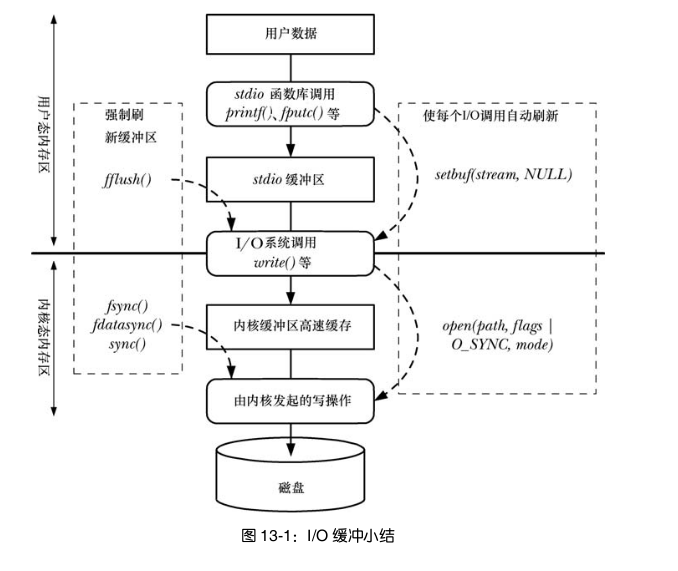 用户数据
stdio 函数库调用
printf()、fputc() 等
stdio 缓冲区
I/O系统调用
write() 等
内核缓冲区高速缓存
由内核发起的写操作
磁盘
用户态内存区
内核态内存区
强制刷
新缓冲区
fflush()
fsync()
fdatasync()
sync()
使每个I/O调用自动刷新
setbuf(stream, NULL)
open(path, flags |
O_SYNC, mode)
图 13-1：I/O 缓冲小结